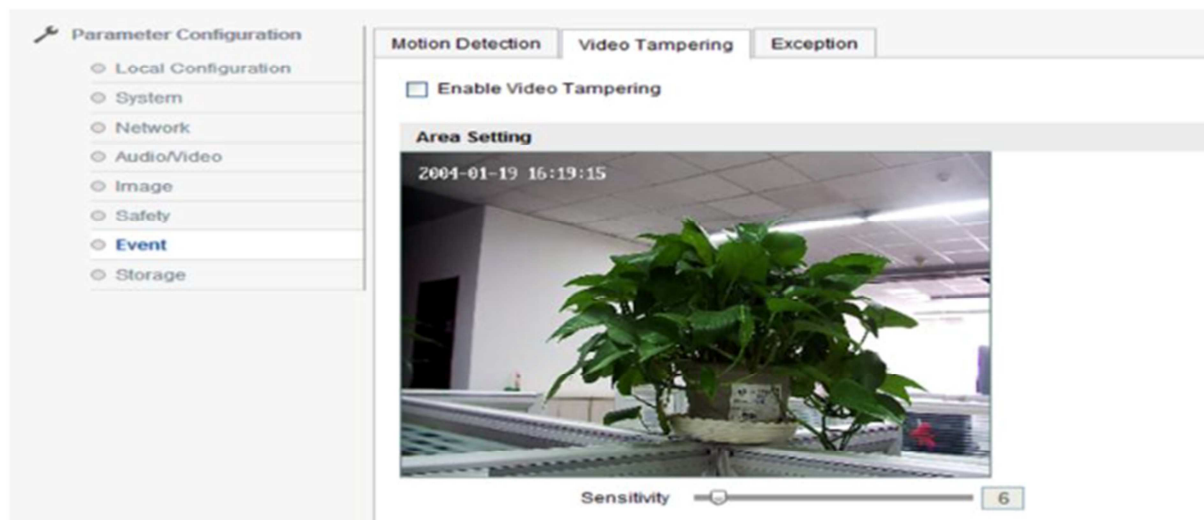 Parameter Configuration
Local Configuration
System
Network
Audio/Video
Image
Safety
Event
Storage
Motion Detection
Video Tampering
Exception
Enable Video Tampering
Area Setting
2004-01-19 16:19:15
Sensitivity
6